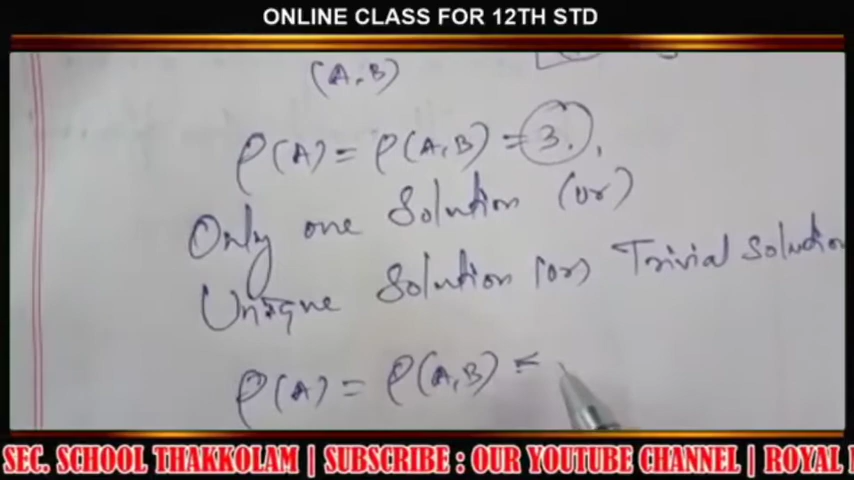 ONLINE CLASS FOR 12TH STD
(A,B)
ρ(A) = ρ(A,B) = 3.
Only one Solution (or)
Unique Solution (or) Trivial Solution
ρ(A) = ρ(A,B) <
SEC. SCHOOL THAKKOLAM | SUBSCRIBE : OUR YOUTUBE CHANNEL | ROYAL